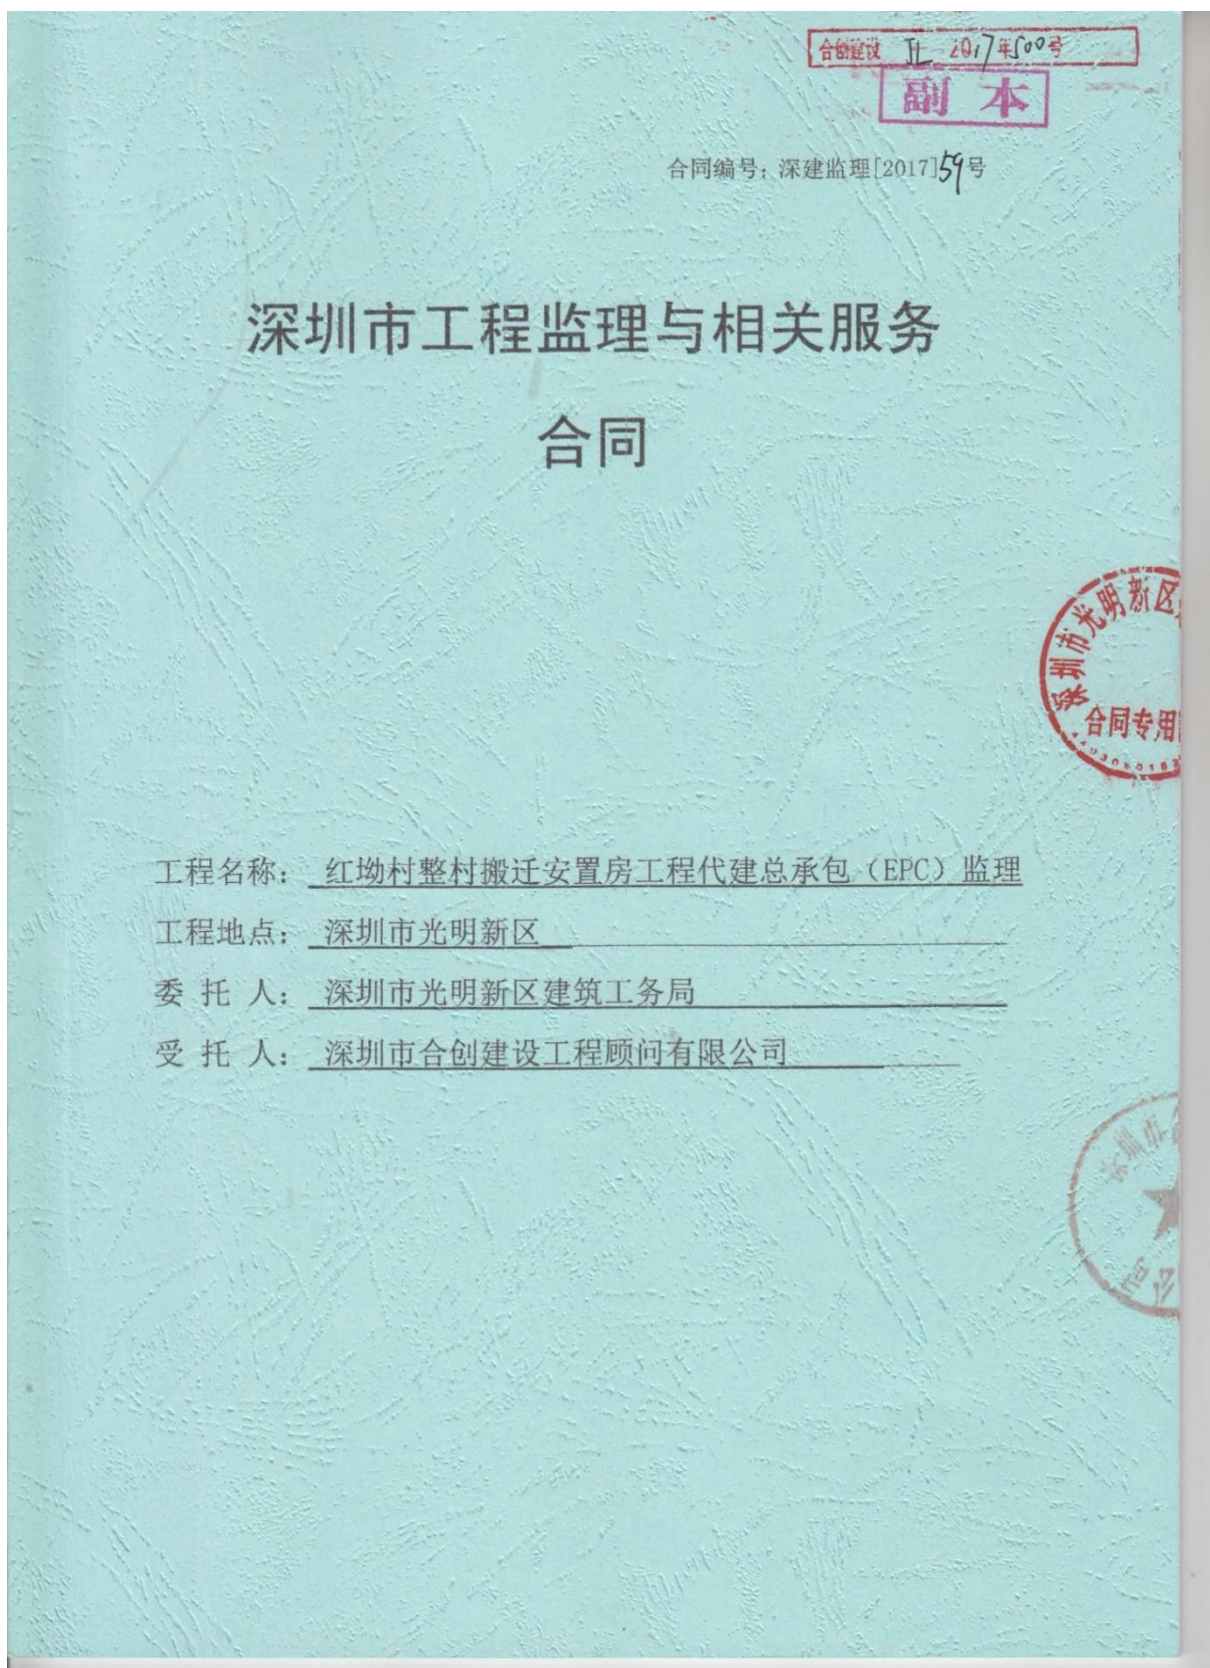 合创建设 JL 2017年500号
副本
合同编号：深建监理[2017]59号
深圳市工程监理与相关服务
合同
深圳市光明新区
合同专用
工程名称：红坳村整村搬迁安置房工程代建总承包（EPC）监理
工程地点：深圳市光明新区
委托人：深圳市光明新区建筑工务局
受托人：深圳市合创建设工程顾问有限公司
深圳市
公司